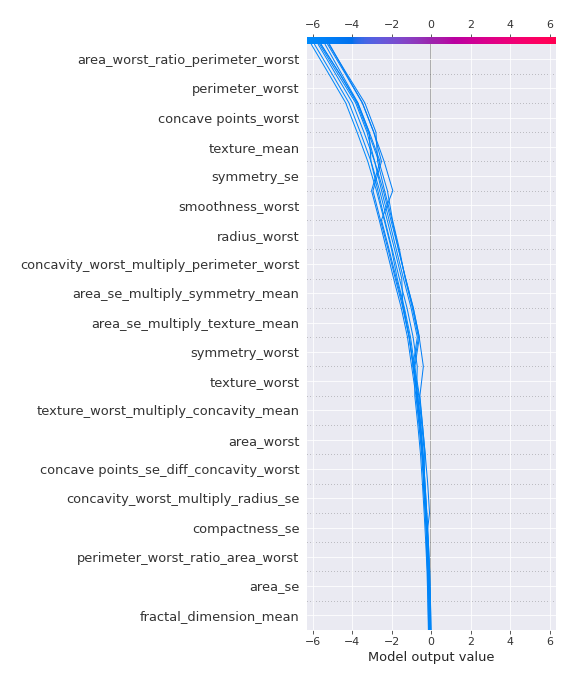 −6 −4 −2 0 2 4 6
area_worst_ratio_perimeter_worst
perimeter_worst
concave points_worst
texture_mean
symmetry_se
smoothness_worst
radius_worst
concavity_worst_multiply_perimeter_worst
area_se_multiply_symmetry_mean
area_se_multiply_texture_mean
symmetry_worst
texture_worst
texture_worst_multiply_concavity_mean
area_worst
concave points_se_diff_concavity_worst
concavity_worst_multiply_radius_se
compactness_se
perimeter_worst_ratio_area_worst
area_se
fractal_dimension_mean
−6 −4 −2 0 2 4 6
Model output value